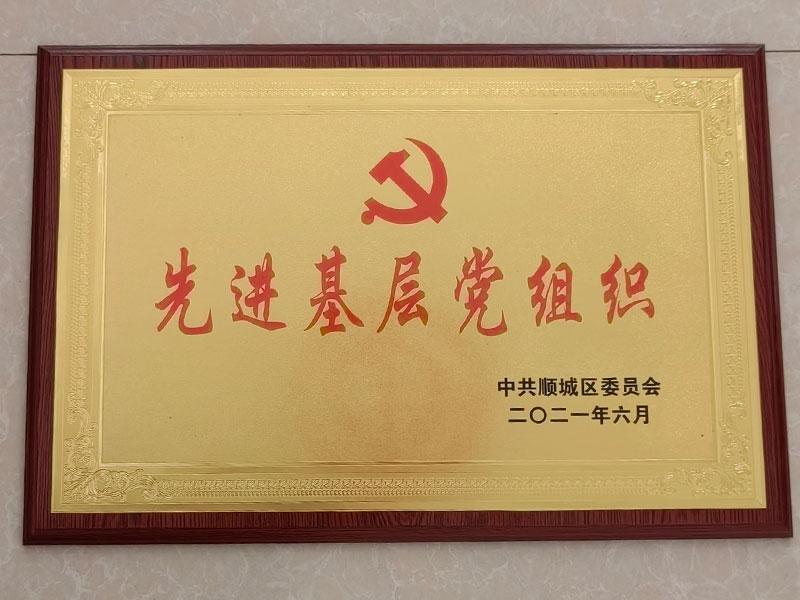 先进基层党组织
中共顺城区委员会
二〇二一年六月